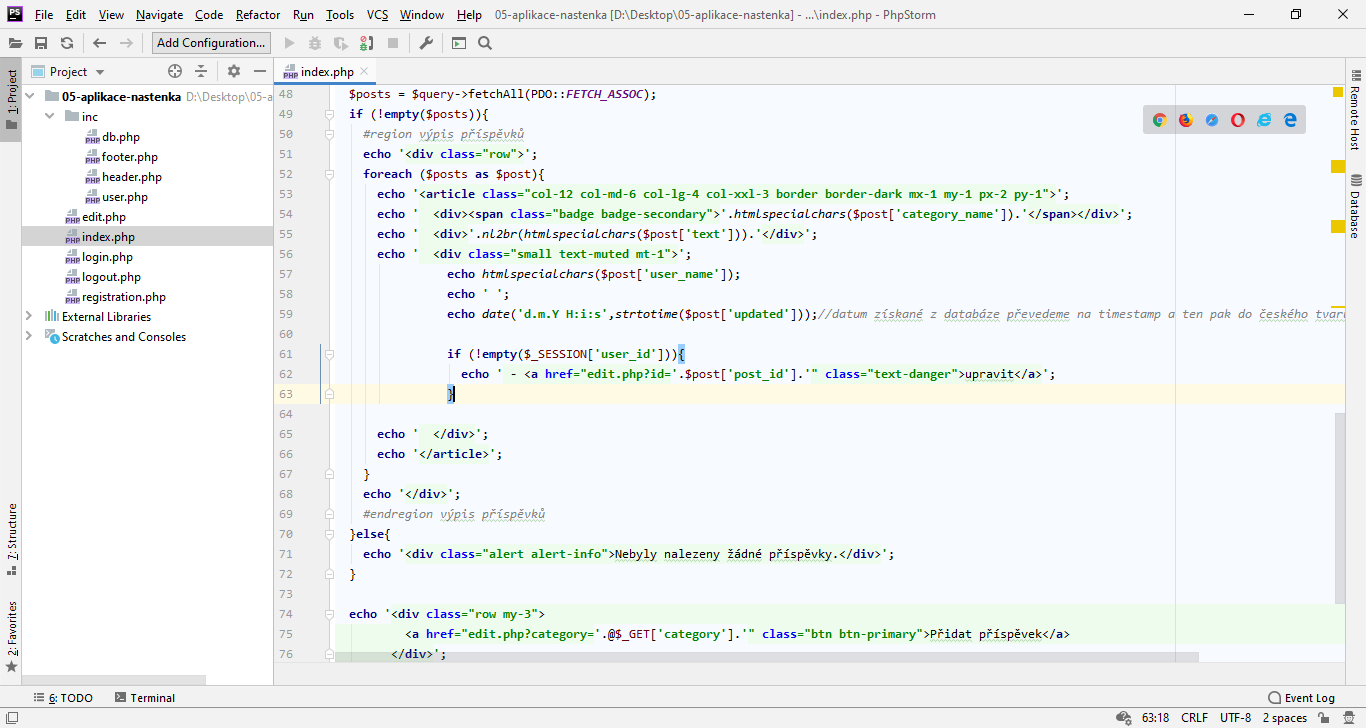 File Edit View Navigate Code Refactor Run Tools VCS Window Help 05-aplikace-nastenka [D:\Desktop\05-aplikace-nastenka] - ...\index.php - PhpStorm
Add Configuration...
Project
index.php
1: Project
7: Structure
2: Favorites
05-aplikace-nastenka D:\Desktop\05-a
inc
db.php
footer.php
header.php
user.php
edit.php
index.php
login.php
logout.php
registration.php
External Libraries
Scratches and Consoles
48 $posts = $query->fetchAll(PDO::FETCH_ASSOC);
49 if (!empty($posts)){
50 #region výpis příspěvků
51 echo '<div class="row">';
52 foreach ($posts as $post){
53 echo '<article class="col-12 col-md-6 col-lg-4 col-xxl-3 border border-dark mx-1 my-1 px-2 py-1">';
54 echo '  <div><span class="badge badge-secondary">'.htmlspecialchars($post['category_name']).'</span></div>';
55 echo '  <div>'.nl2br(htmlspecialchars($post['text'])).'</div>';
56 echo '  <div class="small text-muted mt-1">';
57 echo htmlspecialchars($post['user_name']);
58 echo ' ';
59 echo date('d.m.Y H:i:s',strtotime($post['updated']));//datum získané z databáze převedeme na timestamp a ten pak do českého tvaru
60
61 if (!empty($_SESSION['user_id'])){
62 echo ' - <a href="edit.php?id='.$post['post_id'].'" class="text-danger">upravit</a>';
63 }
64
65 echo '  </div>';
66 echo '</article>';
67 }
68 echo '</div>';
69 #endregion výpis příspěvků
70 }else{
71 echo '<div class="alert alert-info">Nebyly nalezeny žádné příspěvky.</div>';
72 }
73
74 echo '<div class="row my-3">
75 <a href="edit.php?category='.@$_GET['category'].'" class="btn btn-primary">Přidat příspěvek</a>
76 </div>';
Remote Host
Database
6: TODO Terminal Event Log
63:18 CRLF UTF-8 2 spaces